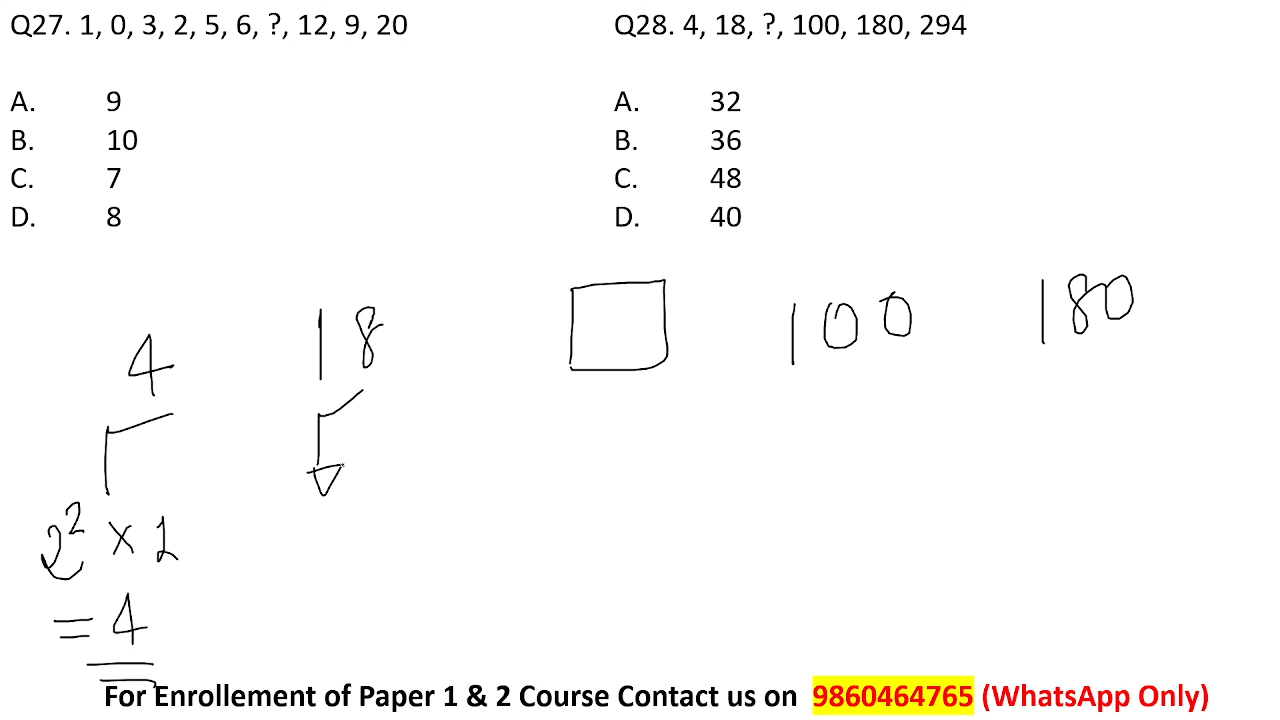 Q27. 1, 0, 3, 2, 5, 6, ?, 12, 9, 20
A. 9
B. 10
C. 7
D. 8
Q28. 4, 18, ?, 100, 180, 294
A. 32
B. 36
C. 48
D. 40
4 18 100 180
2² × 1
= 4
For Enrollement of Paper 1 & 2 Course Contact us on 9860464765 (WhatsApp Only)